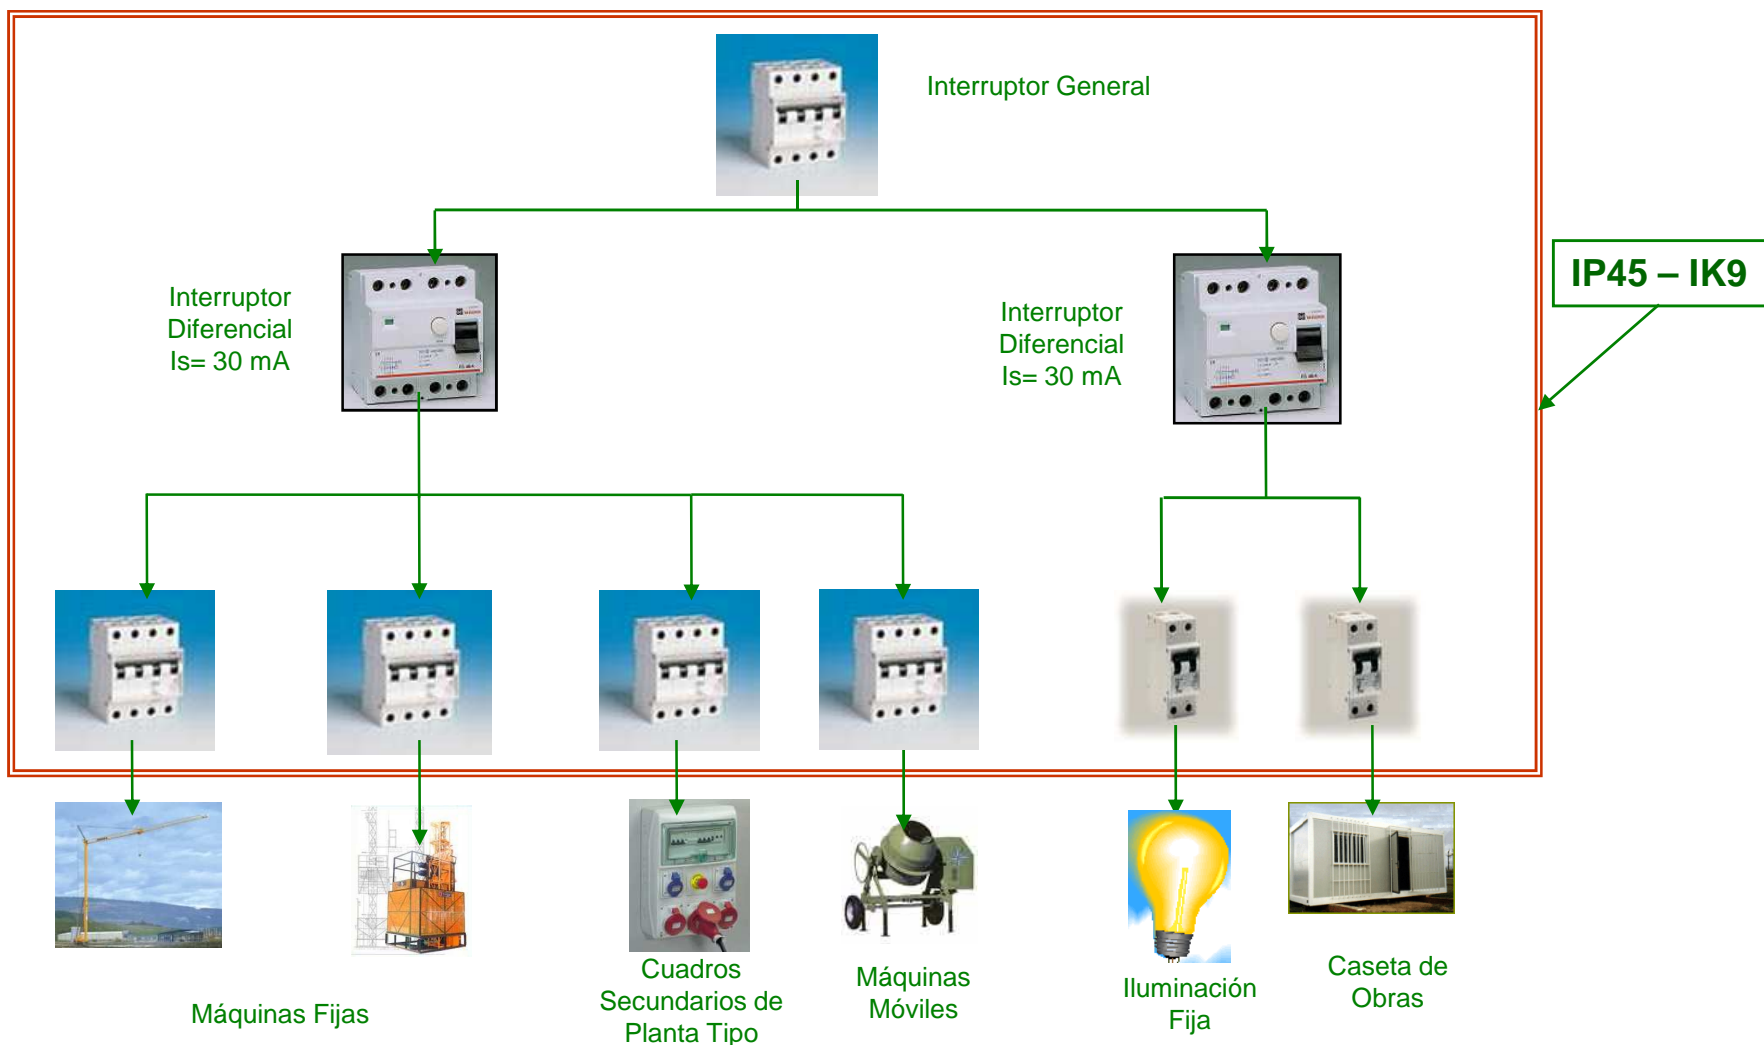 Interruptor General
IP45 – IK9
Interruptor
Diferencial
Is= 30 mA
Interruptor
Diferencial
Is= 30 mA
Máquinas Fijas
Cuadros
Secundarios de
Planta Tipo
Máquinas
Móviles
Iluminación
Fija
Caseta de
Obras